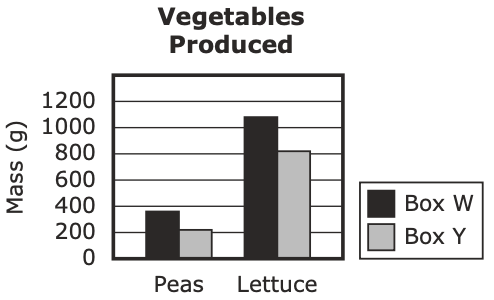 Vegetables
Produced
Mass (g)
1200
1000
800
600
400
200
0
Peas
Lettuce
Box W
Box Y